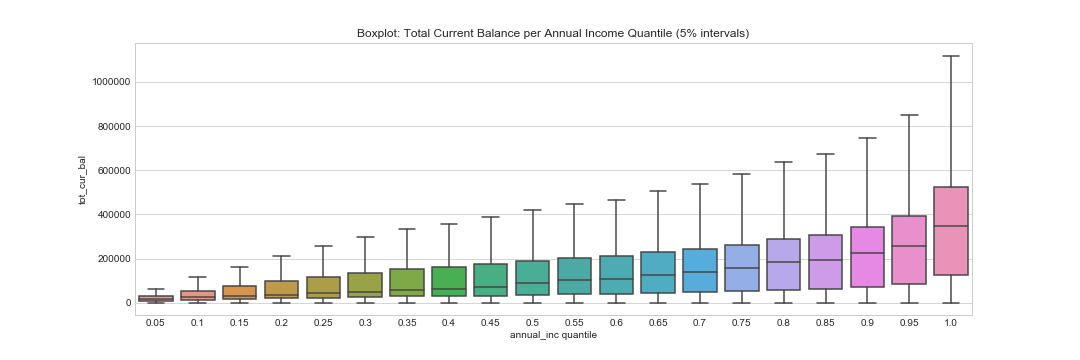 Boxplot: Total Current Balance per Annual Income Quantile (5% intervals)
1000000
800000
600000
400000
200000
0
tot_cur_bal
0.05 0.1 0.15 0.2 0.25 0.3 0.35 0.4 0.45 0.5 0.55 0.6 0.65 0.7 0.75 0.8 0.85 0.9 0.95 1.0
annual_inc quantile